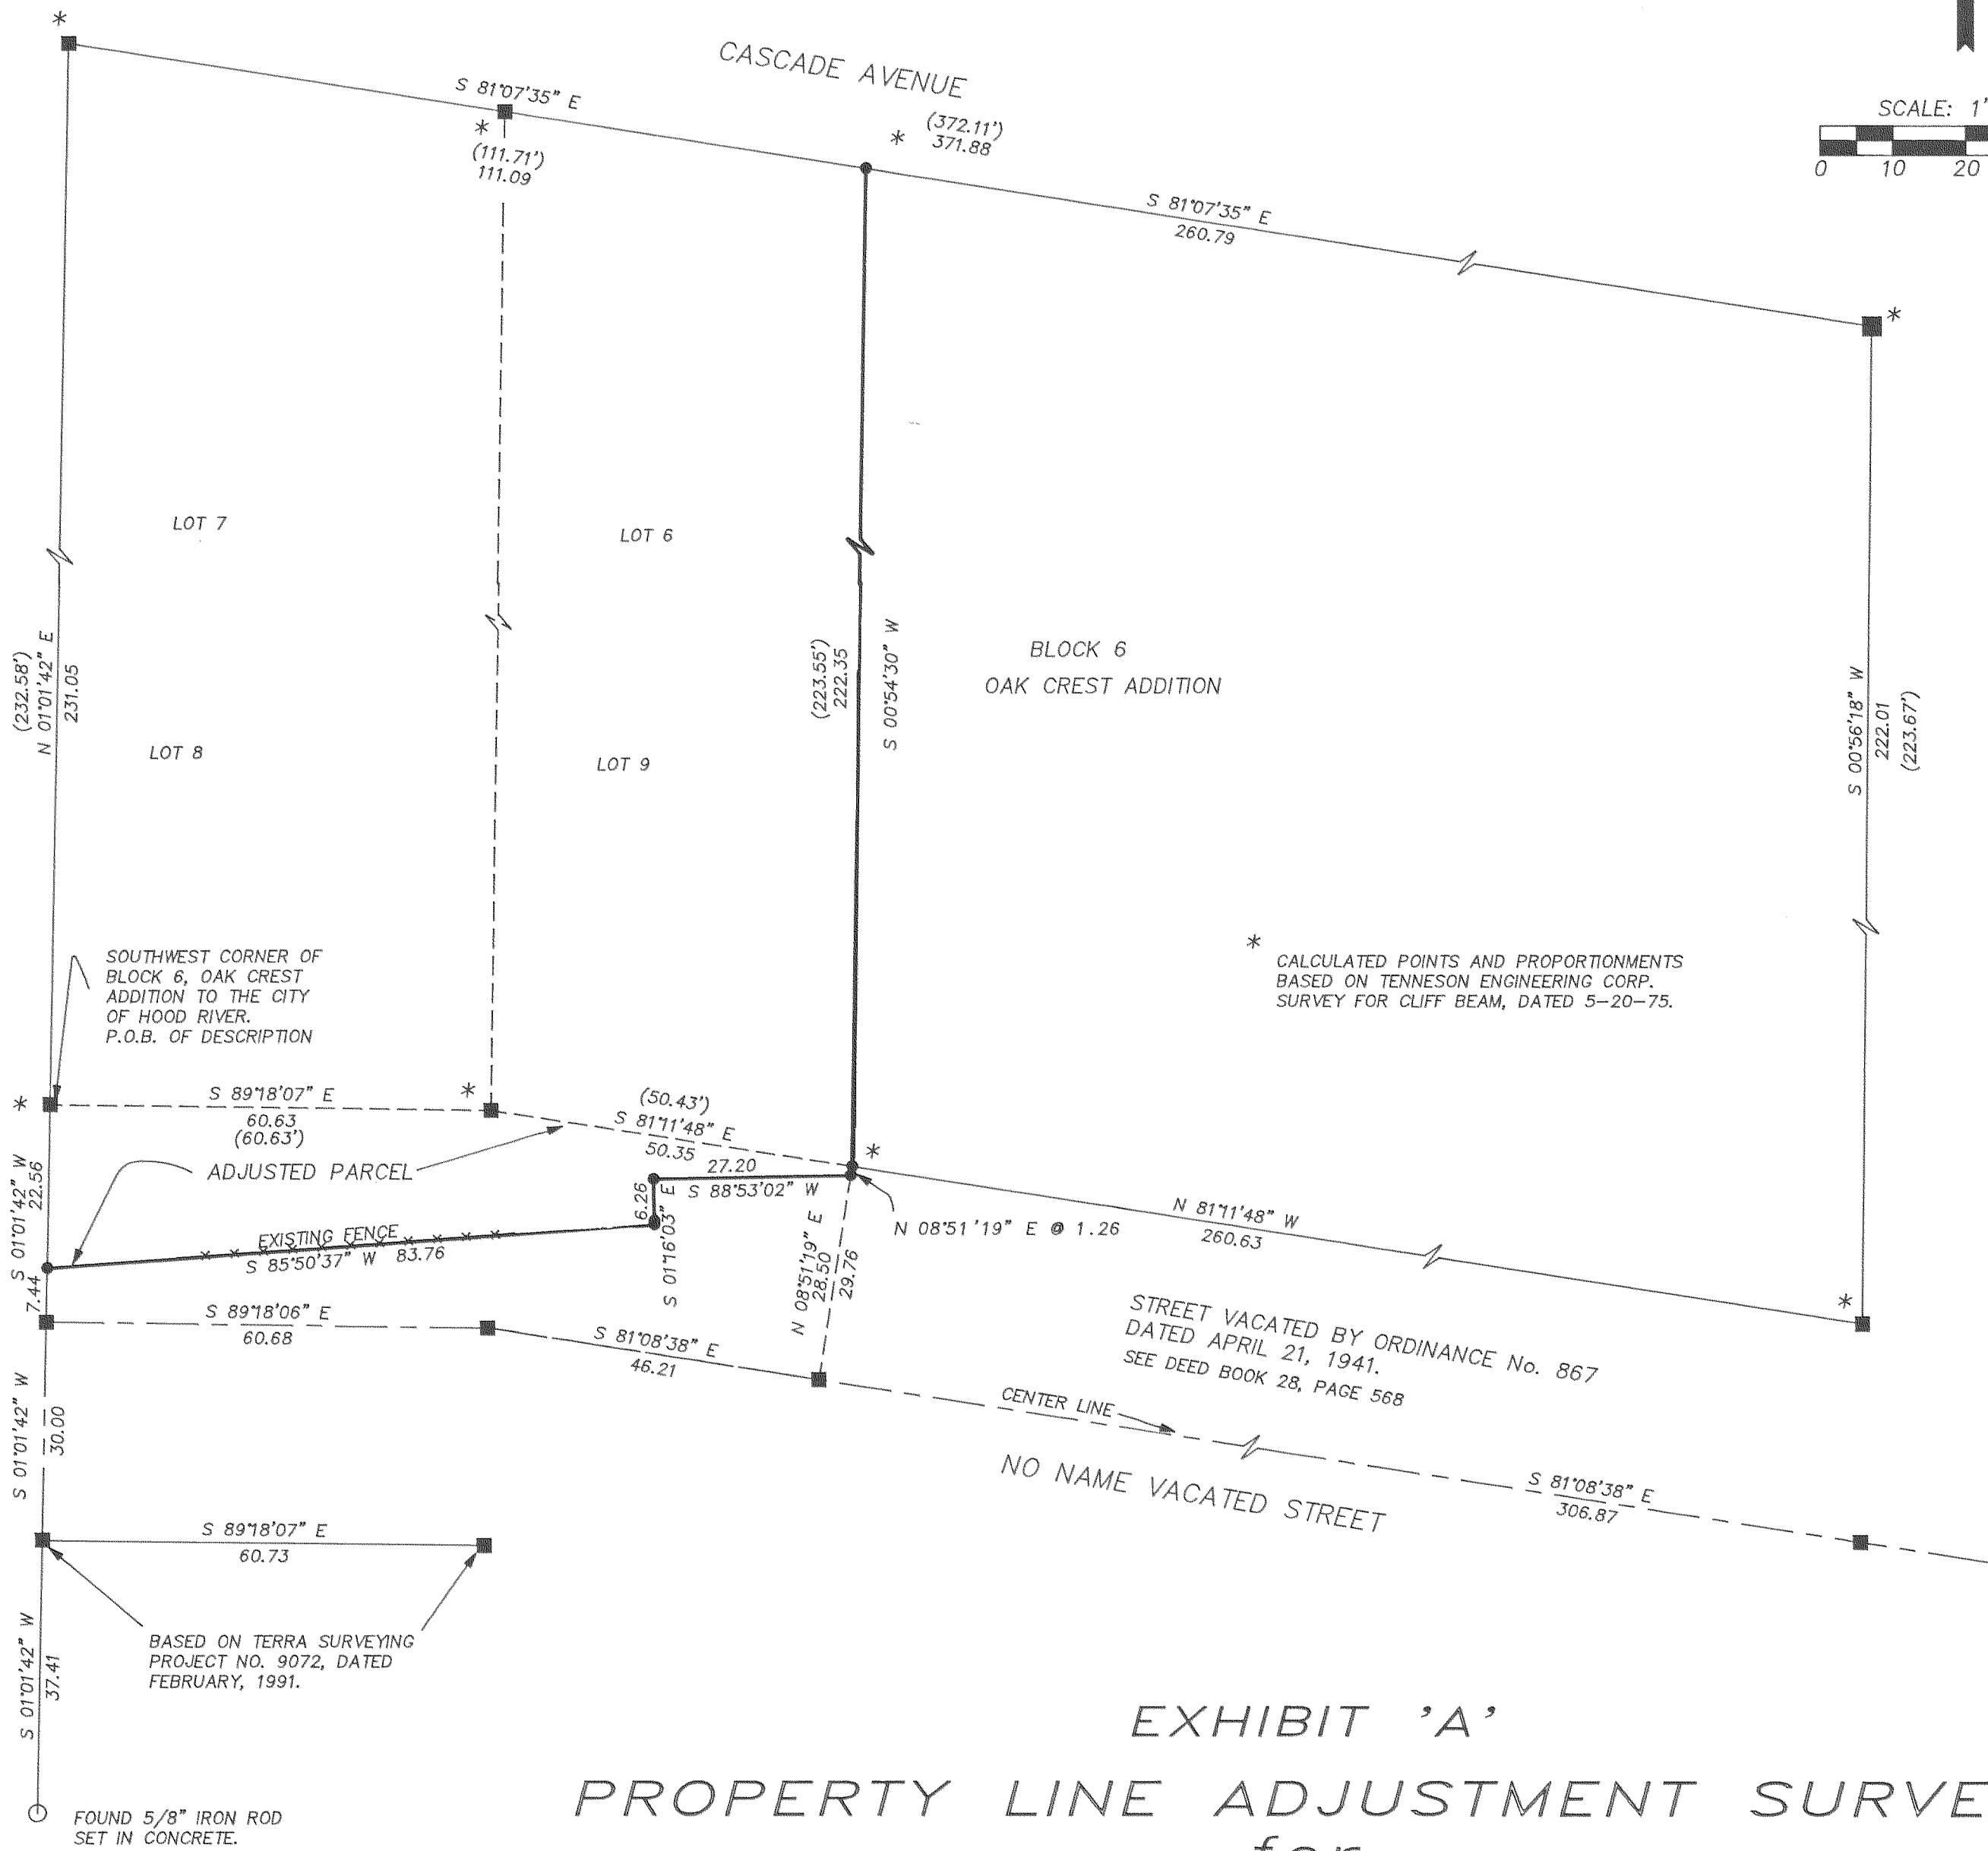 CASCADE AVENUE
S 81°07'35" E
(111.71')
111.09
(372.11')
371.88
S 81°07'35" E
260.79
SCALE: 1'
0 10 20
LOT 7
LOT 6
(232.58')
N 01°01'42" E
231.05
(223.55')
222.35
S 00°54'30" W
BLOCK 6
OAK CREST ADDITION
S 00°56'18" W
222.01
(223.67')
LOT 8
LOT 9
SOUTHWEST CORNER OF
BLOCK 6, OAK CREST
ADDITION TO THE CITY
OF HOOD RIVER.
P.O.B. OF DESCRIPTION
* CALCULATED POINTS AND PROPORTIONMENTS
BASED ON TENNESON ENGINEERING CORP.
SURVEY FOR CLIFF BEAM, DATED 5-20-75.
S 89°18'07" E
60.63
(60.63')
(50.43')
S 81°11'48" E
50.35
ADJUSTED PARCEL
S 01°01'42" W
22.56
27.20
S 88°53'02" W
6.26
S 01°16'03" E
EXISTING FENCE
S 85°50'37" W 83.76
N 08°51'19" E
28.50
29.76
N 08°51'19" E @ 1.26
N 81°11'48" W
260.63
7.44
S 89°18'06" E
60.68
S 81°08'38" E
46.21
STREET VACATED BY ORDINANCE No. 867
DATED APRIL 21, 1941.
SEE DEED BOOK 28, PAGE 568
CENTER LINE
NO NAME VACATED STREET
S 81°08'38" E
306.87
S 01°01'42" W
30.00
S 89°18'07" E
60.73
BASED ON TERRA SURVEYING
PROJECT NO. 9072, DATED
FEBRUARY, 1991.
S 01°01'42" W
37.41
FOUND 5/8" IRON ROD
SET IN CONCRETE.
EXHIBIT 'A'
PROPERTY LINE ADJUSTMENT SURVE
for